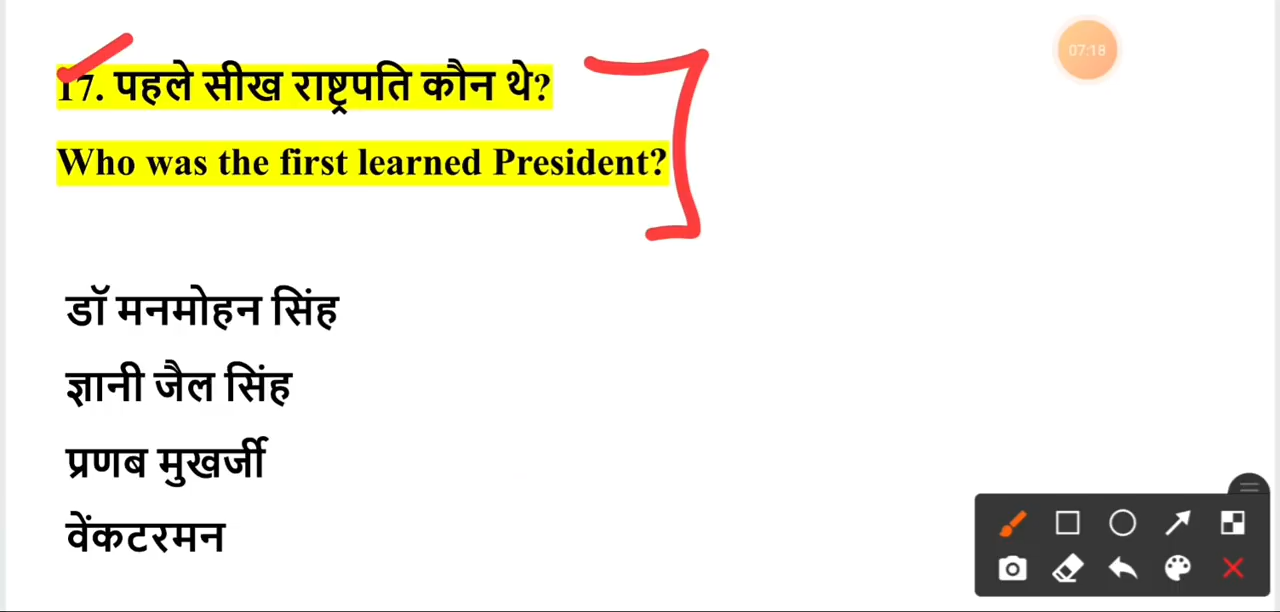 07:18
17. पहले सीख राष्ट्रपति कौन थे?
Who was the first learned President?
डॉ मनमोहन सिंह
ज्ञानी जैल सिंह
प्रणब मुखर्जी
वेंकटरमन